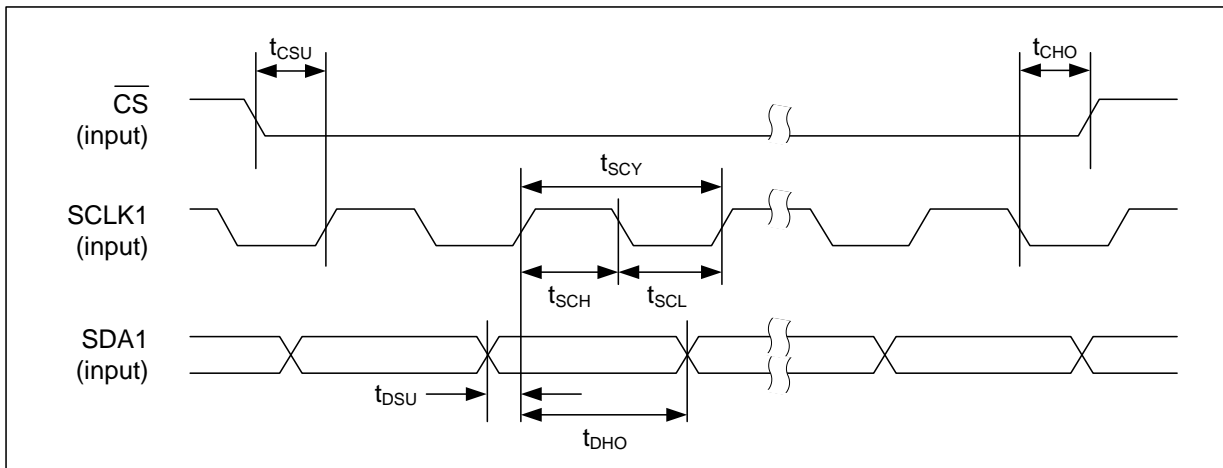 tCSU
tCHO
CS
(input)
tSCY
SCLK1
(input)
tSCH
tSCL
SDA1
(input)
tDSU
tDHO